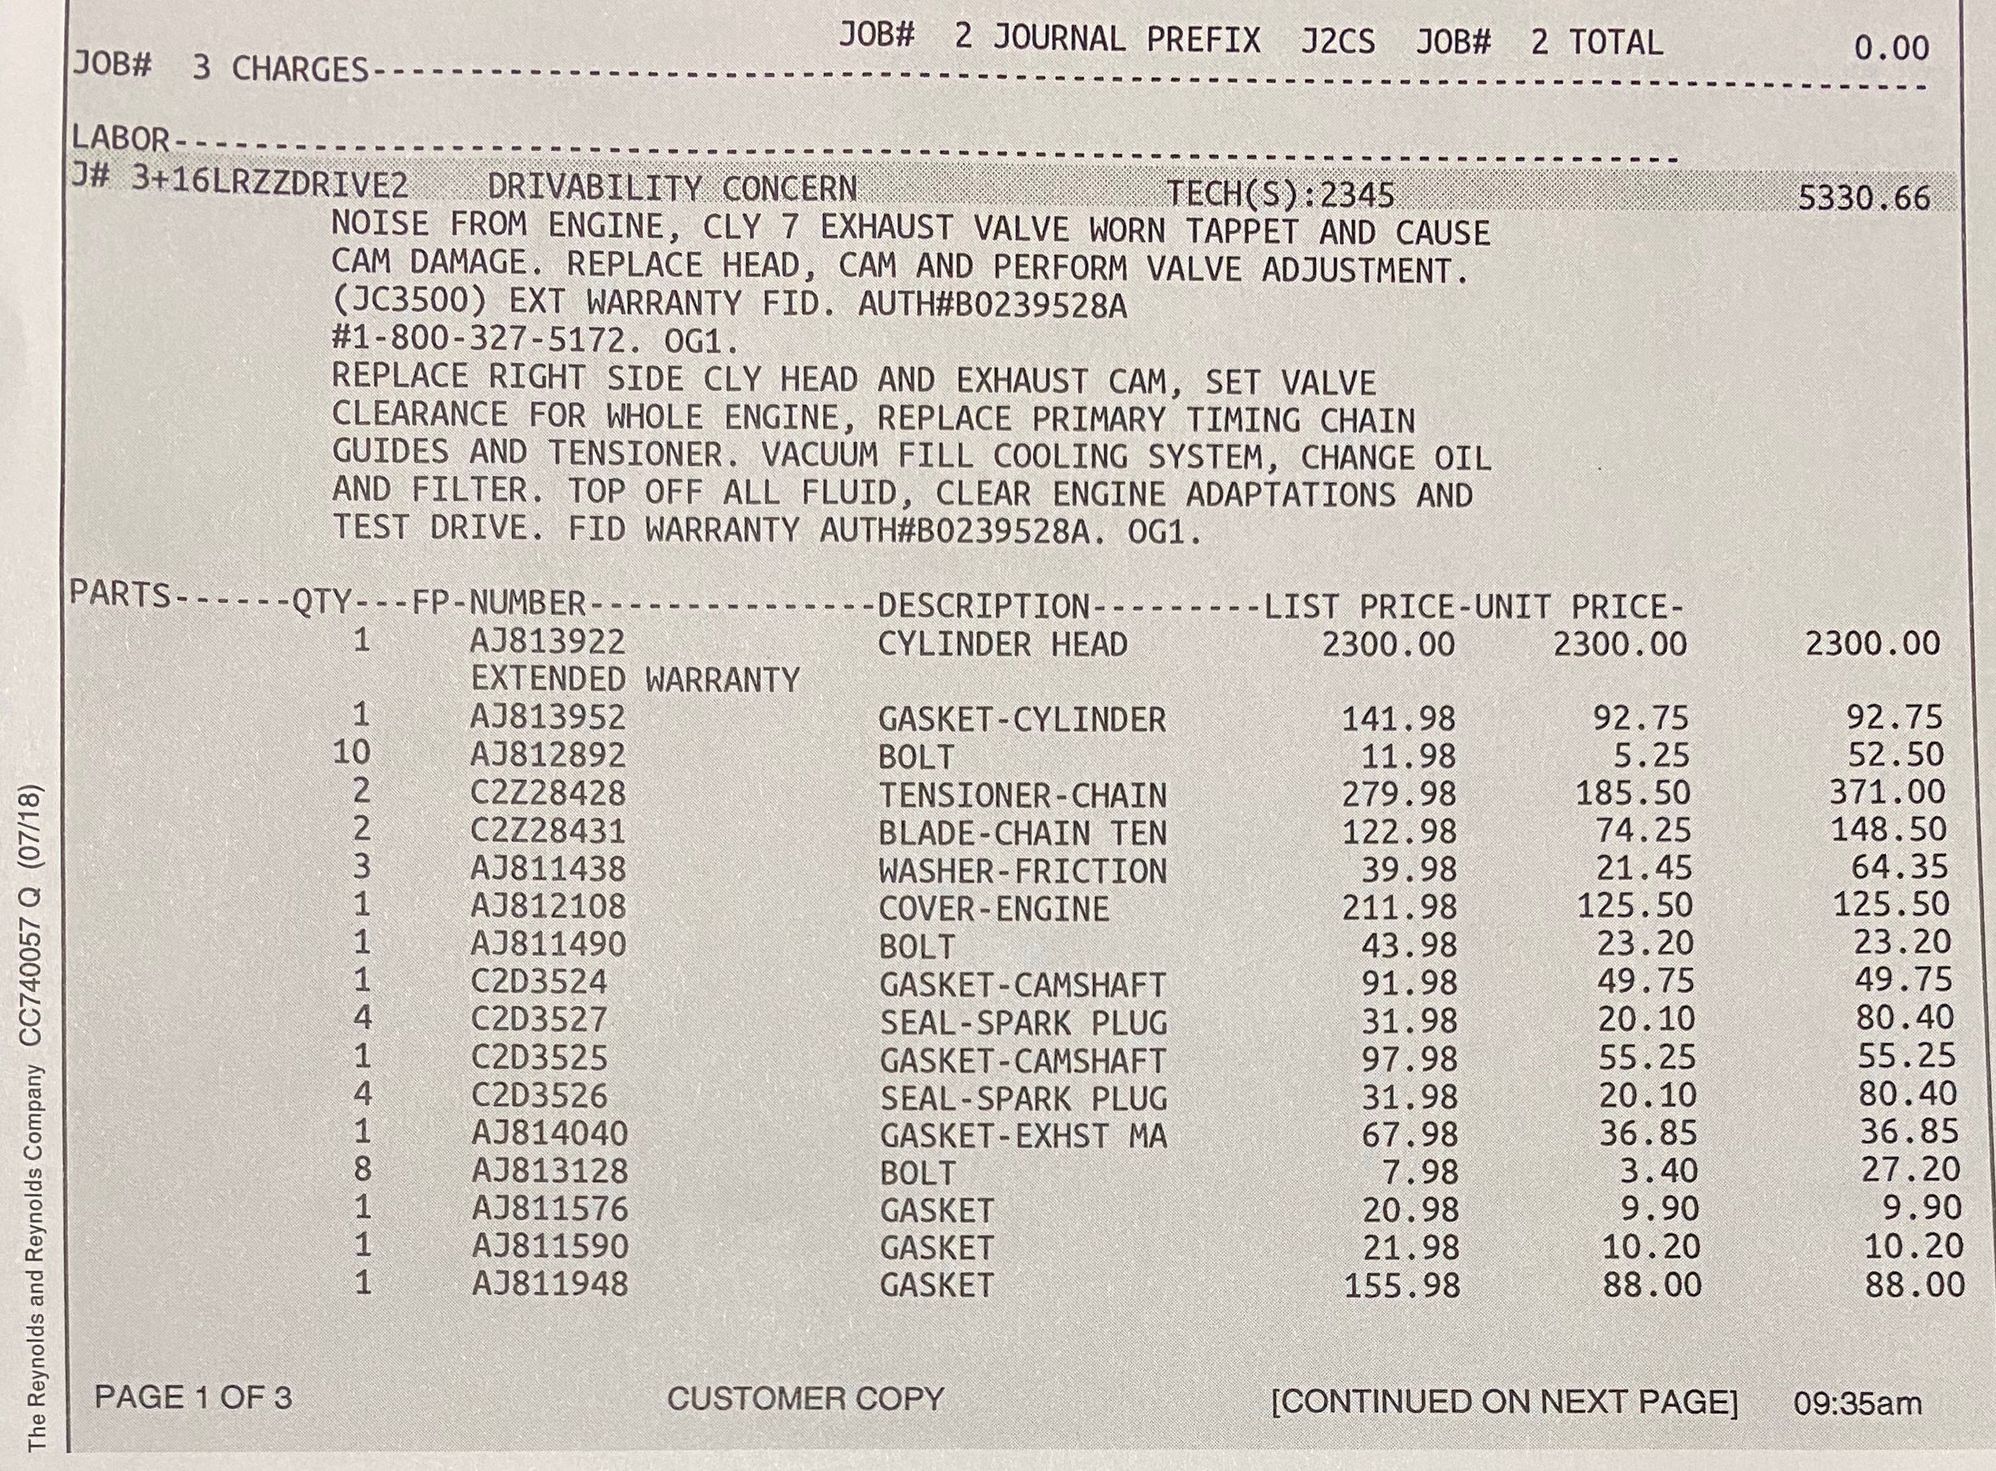 JOB# 2 JOURNAL PREFIX J2CS JOB# 2 TOTAL 0.00
JOB# 3 CHARGES------------------------------------------------------------
LABOR------------------------------------------------------------
J# 3+16LRZZDRIVE2 DRIVABILITY CONCERN TECH(S):2345 5330.66
NOISE FROM ENGINE, CLY 7 EXHAUST VALVE WORN TAPPET AND CAUSE
CAM DAMAGE. REPLACE HEAD, CAM AND PERFORM VALVE ADJUSTMENT.
(JC3500) EXT WARRANTY FID. AUTH#B0239528A
#1-800-327-5172. OG1.
REPLACE RIGHT SIDE CLY HEAD AND EXHAUST CAM, SET VALVE
CLEARANCE FOR WHOLE ENGINE, REPLACE PRIMARY TIMING CHAIN
GUIDES AND TENSIONER. VACUUM FILL COOLING SYSTEM, CHANGE OIL
AND FILTER. TOP OFF ALL FLUID, CLEAR ENGINE ADAPTATIONS AND
TEST DRIVE. FID WARRANTY AUTH#B0239528A. OG1.
PARTS------QTY---FP-NUMBER---------------DESCRIPTION---------LIST PRICE-UNIT PRICE-
1 AJ813922 CYLINDER HEAD 2300.00 2300.00 2300.00
EXTENDED WARRANTY
1 AJ813952 GASKET-CYLINDER 141.98 92.75 92.75
10 AJ812892 BOLT 11.98 5.25 52.50
2 C2Z28428 TENSIONER-CHAIN 279.98 185.50 371.00
2 C2Z28431 BLADE-CHAIN TEN 122.98 74.25 148.50
3 AJ811438 WASHER-FRICTION 39.98 21.45 64.35
1 AJ812108 COVER-ENGINE 211.98 125.50 125.50
1 AJ811490 BOLT 43.98 23.20 23.20
1 C2D3524 GASKET-CAMSHAFT 91.98 49.75 49.75
4 C2D3527 SEAL-SPARK PLUG 31.98 20.10 80.40
1 C2D3525 GASKET-CAMSHAFT 97.98 55.25 55.25
4 C2D3526 SEAL-SPARK PLUG 31.98 20.10 80.40
1 AJ814040 GASKET-EXHST MA 67.98 36.85 36.85
8 AJ813128 BOLT 7.98 3.40 27.20
1 AJ811576 GASKET 20.98 9.90 9.90
1 AJ811590 GASKET 21.98 10.20 10.20
1 AJ811948 GASKET 155.98 88.00 88.00
PAGE 1 OF 3 CUSTOMER COPY [CONTINUED ON NEXT PAGE] 09:35am
The Reynolds and Reynolds Company CC740057 Q (07/18)